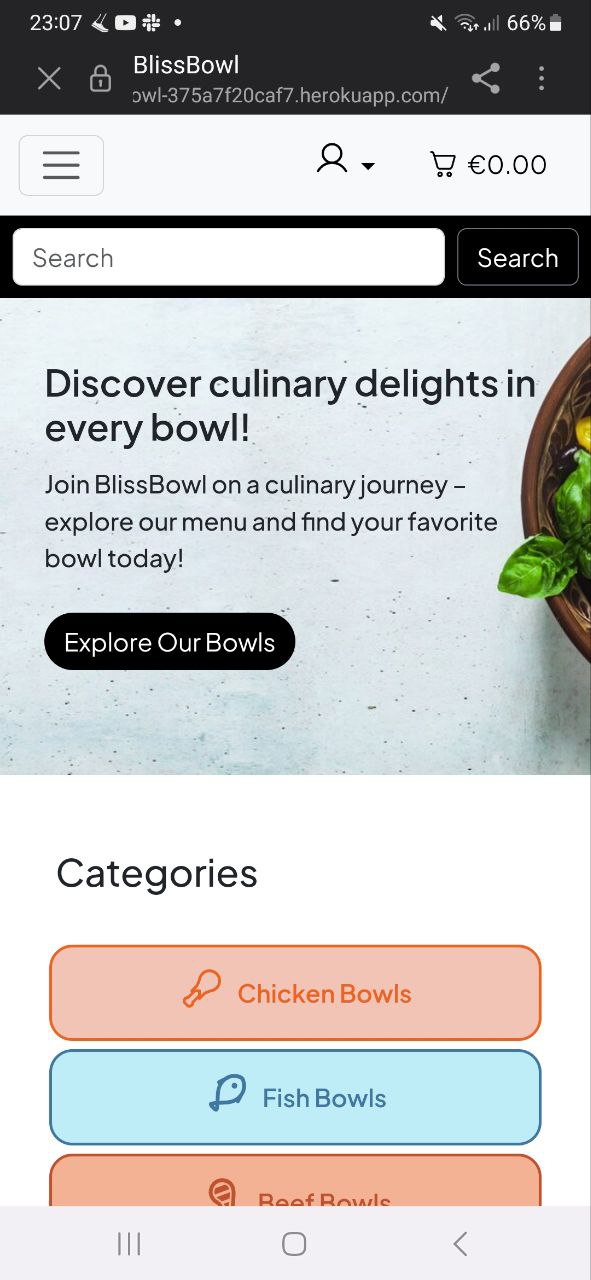 23:07
66%
BlissBowl
owl-375a7f20caf7.herokuapp.com/
€0.00
Search
Search
Discover culinary delights in
every bowl!
Join BlissBowl on a culinary journey –
explore our menu and find your favorite
bowl today!
Explore Our Bowls
Categories
Chicken Bowls
Fish Bowls
Beef Bowls